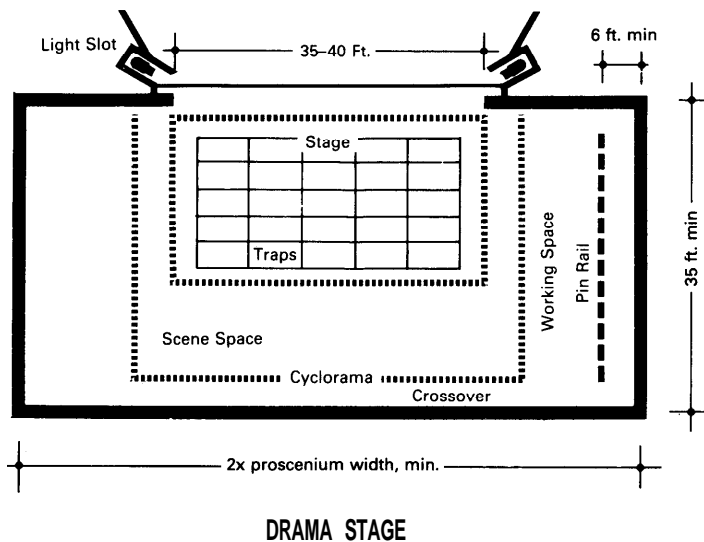 Light Slot
35–40 Ft.
6 ft. min
Stage
Traps
Working Space
Pin Rail
35 ft. min
Scene Space
Cyclorama
Crossover
2x proscenium width, min.
DRAMA STAGE